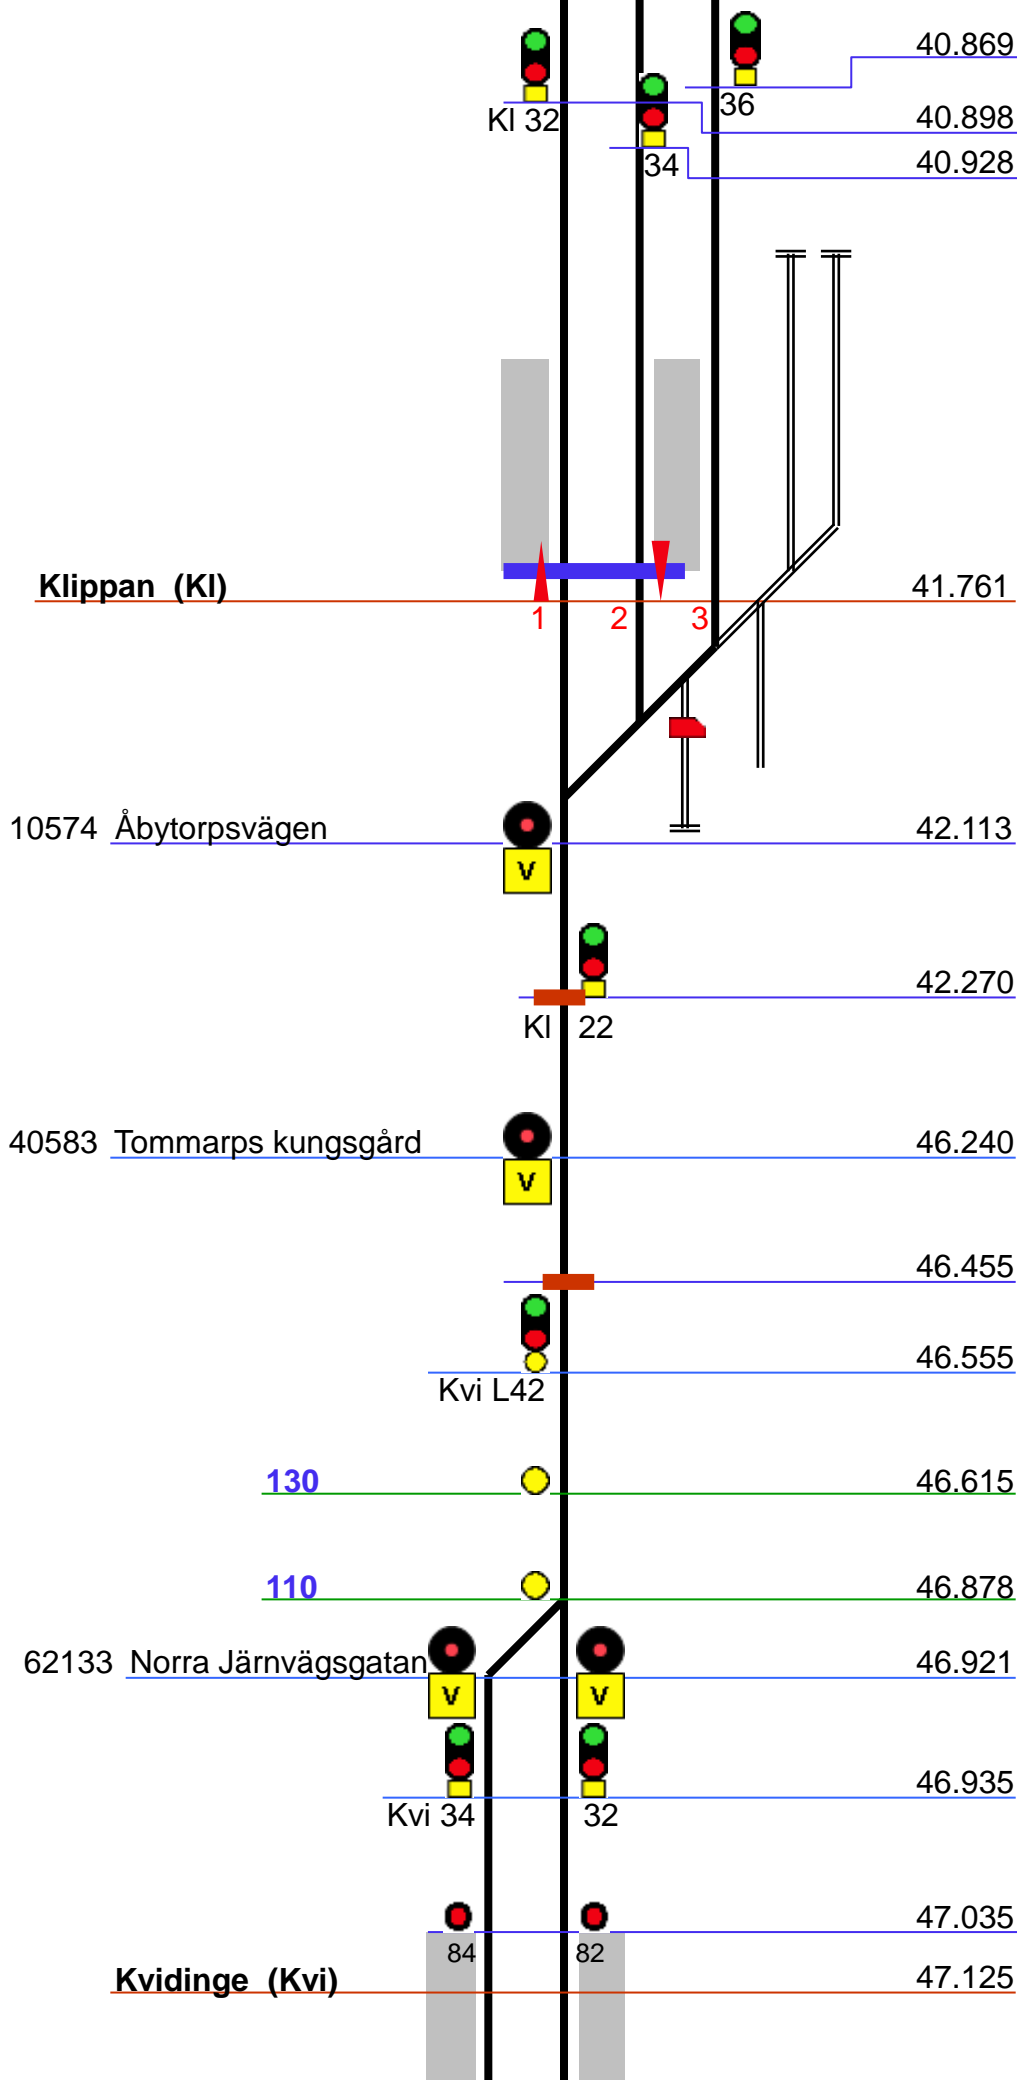 40.869
36
Kl 32
40.898
34
40.928
Klippan (Kl)
41.761
1 2 3
10574 Åbytorpsvägen
42.113
V
42.270
Kl 22
40583 Tommarps kungsgård
46.240
V
46.455
46.555
Kvi L42
130
46.615
110
46.878
62133 Norra Järnvägsgatan
46.921
V V
46.935
Kvi 34 32
47.035
84 82
Kvidinge (Kvi)
47.125